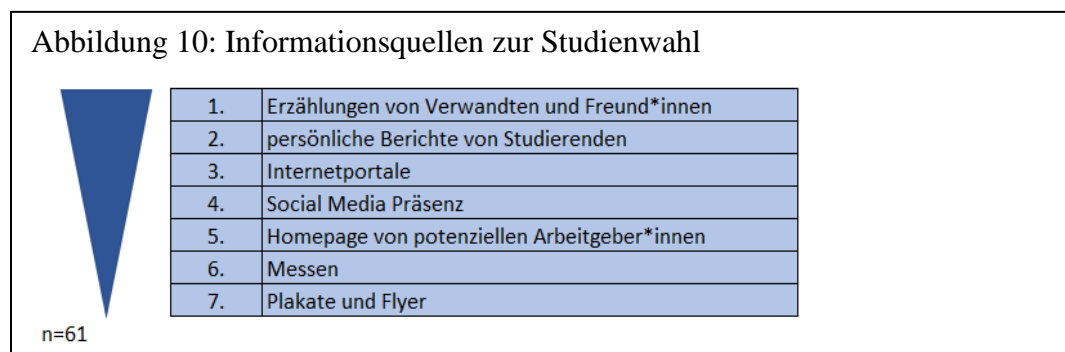 Abbildung 10: Informationsquellen zur Studienwahl
1. Erzählungen von Verwandten und Freund*innen
2. persönliche Berichte von Studierenden
3. Internetportale
4. Social Media Präsenz
5. Homepage von potenziellen Arbeitgeber*innen
6. Messen
7. Plakate und Flyer
n=61